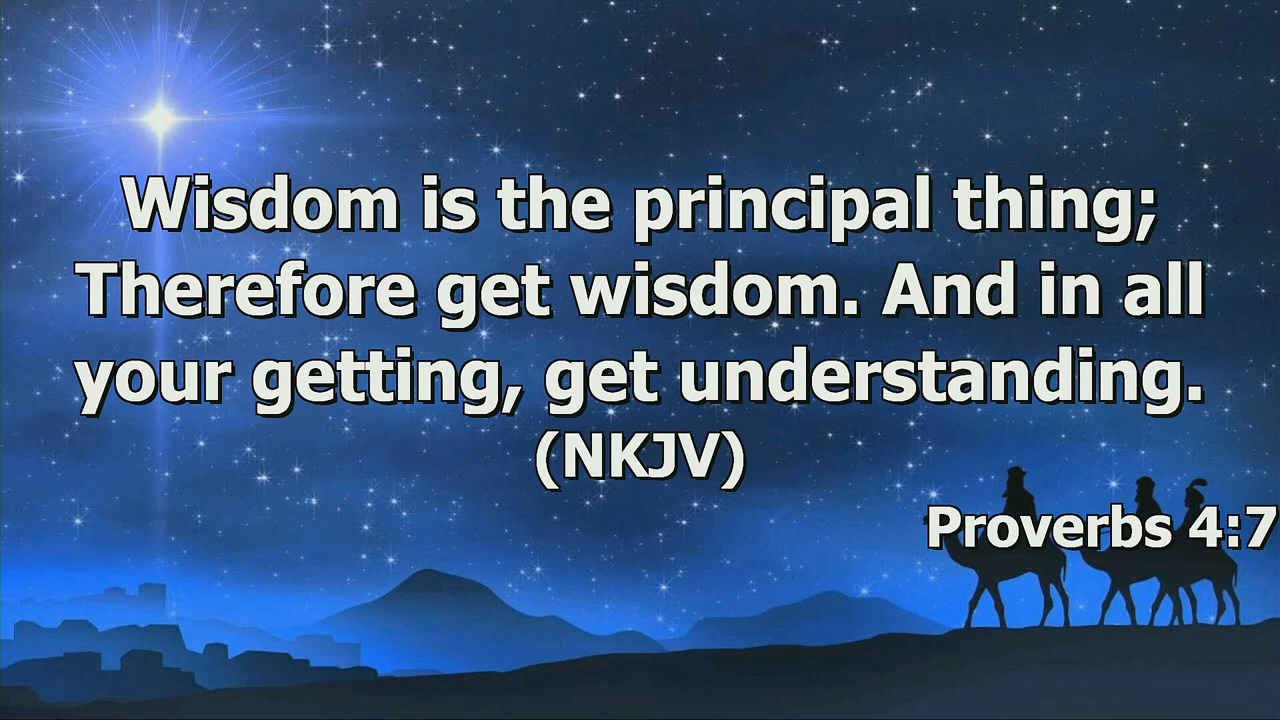 Wisdom is the principal thing;
Therefore get wisdom. And in all
your getting, get understanding.
(NKJV)
Proverbs 4:7